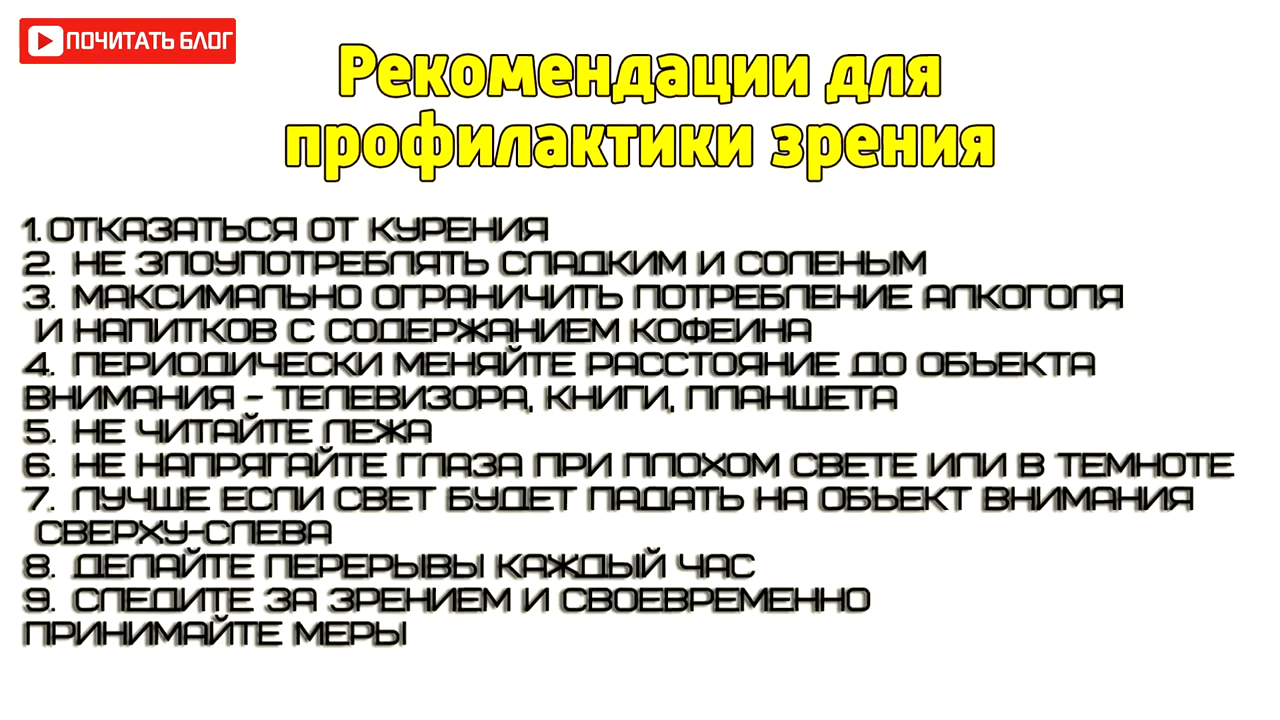 ПОЧИТАТЬ БЛОГ
Рекомендации для
профилактики зрения
1. ОТКАЗАТЬСЯ ОТ КУРЕНИЯ
2. НЕ ЗЛОУПОТРЕБЛЯТЬ СЛАДКИМ И СОЛЕНЫМ
3. МАКСИМАЛЬНО ОГРАНИЧИТЬ ПОТРЕБЛЕНИЕ АЛКОГОЛЯ
И НАПИТКОВ С СОДЕРЖАНИЕМ КОФЕИНА
4. ПЕРИОДИЧЕСКИ МЕНЯЙТЕ РАССТОЯНИЕ ДО ОБЪЕКТА
ВНИМАНИЯ - ТЕЛЕВИЗОРА, КНИГИ, ПЛАНШЕТА
5. НЕ ЧИТАЙТЕ ЛЕЖА
6. НЕ НАПРЯГАЙТЕ ГЛАЗА ПРИ ПЛОХОМ СВЕТЕ ИЛИ В ТЕМНОТЕ
7. ЛУЧШЕ ЕСЛИ СВЕТ БУДЕТ ПАДАТЬ НА ОБЪЕКТ ВНИМАНИЯ
СВЕРХУ-СЛЕВА
8. ДЕЛАЙТЕ ПЕРЕРЫВЫ КАЖДЫЙ ЧАС
9. СЛЕДИТЕ ЗА ЗРЕНИЕМ И СВОЕВРЕМЕННО
ПРИНИМАЙТЕ МЕРЫ